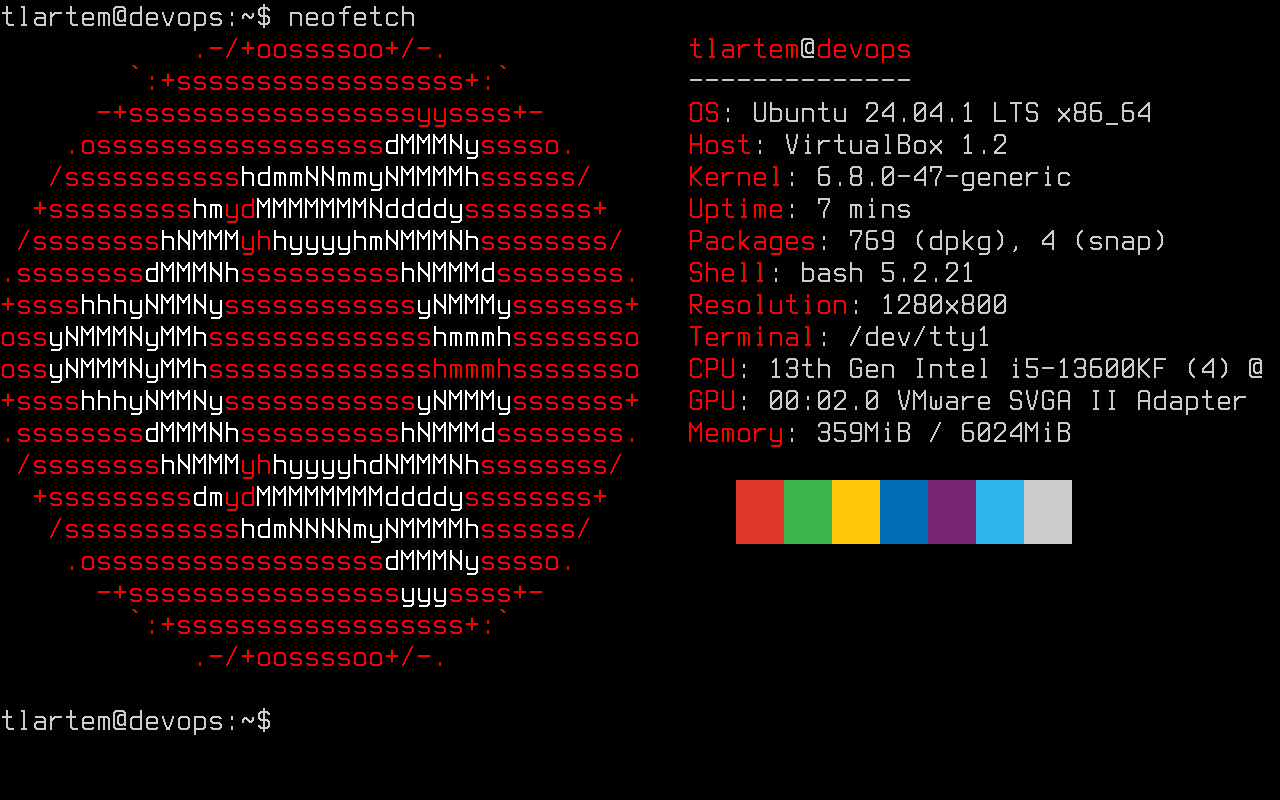 tlartem@devops:~$ neofetch
            .-/+oossssoo+/-.               tlartem@devops
        `:+ssssssssssssssssss+:`           --------------
      -+ssssssssssssssssssyyssss+-         OS: Ubuntu 24.04.1 LTS x86_64
    .ossssssssssssssssssdMMMNysssso.       Host: VirtualBox 1.2
   /ssssssssssshdmmNNmmyNMMMMhssssss/      Kernel: 6.8.0-47-generic
  +ssssssssshmydMMMMMMMNddddyssssssss+     Uptime: 7 mins
 /sssssssshNMMMyhhyyyyhmNMMMNhssssssss/    Packages: 769 (dpkg), 4 (snap)
.ssssssssdMMMNhsssssssssshNMMMdssssssss.   Shell: bash 5.2.21
+sssshhhyNMMNyssssssssssssyNMMMysssssss+   Resolution: 1280x800
ossyNMMMNyMMhsssssssssssssshmmmhssssssso   Terminal: /dev/tty1
ossyNMMMNyMMhsssssssssssssshmmmhssssssso   CPU: 13th Gen Intel i5-13600KF (4) @
+sssshhhyNMMNyssssssssssssyNMMMysssssss+   GPU: 00:02.0 VMware SVGA II Adapter
.ssssssssdMMMNhsssssssssshNMMMdssssssss.   Memory: 359MiB / 6024MiB
 /sssssssshNMMMyhhyyyyhdNMMMNhssssssss/
  +sssssssssdmydMMMMMMMMddddyssssssss+
   /ssssssssssshdmNNNNmyNMMMMhssssss/
    .ossssssssssssssssssdMMMNysssso.
      -+sssssssssssssssssyyyssss+-
        `:+ssssssssssssssssss+:`
            .-/+oossssoo+/-.
tlartem@devops:~$